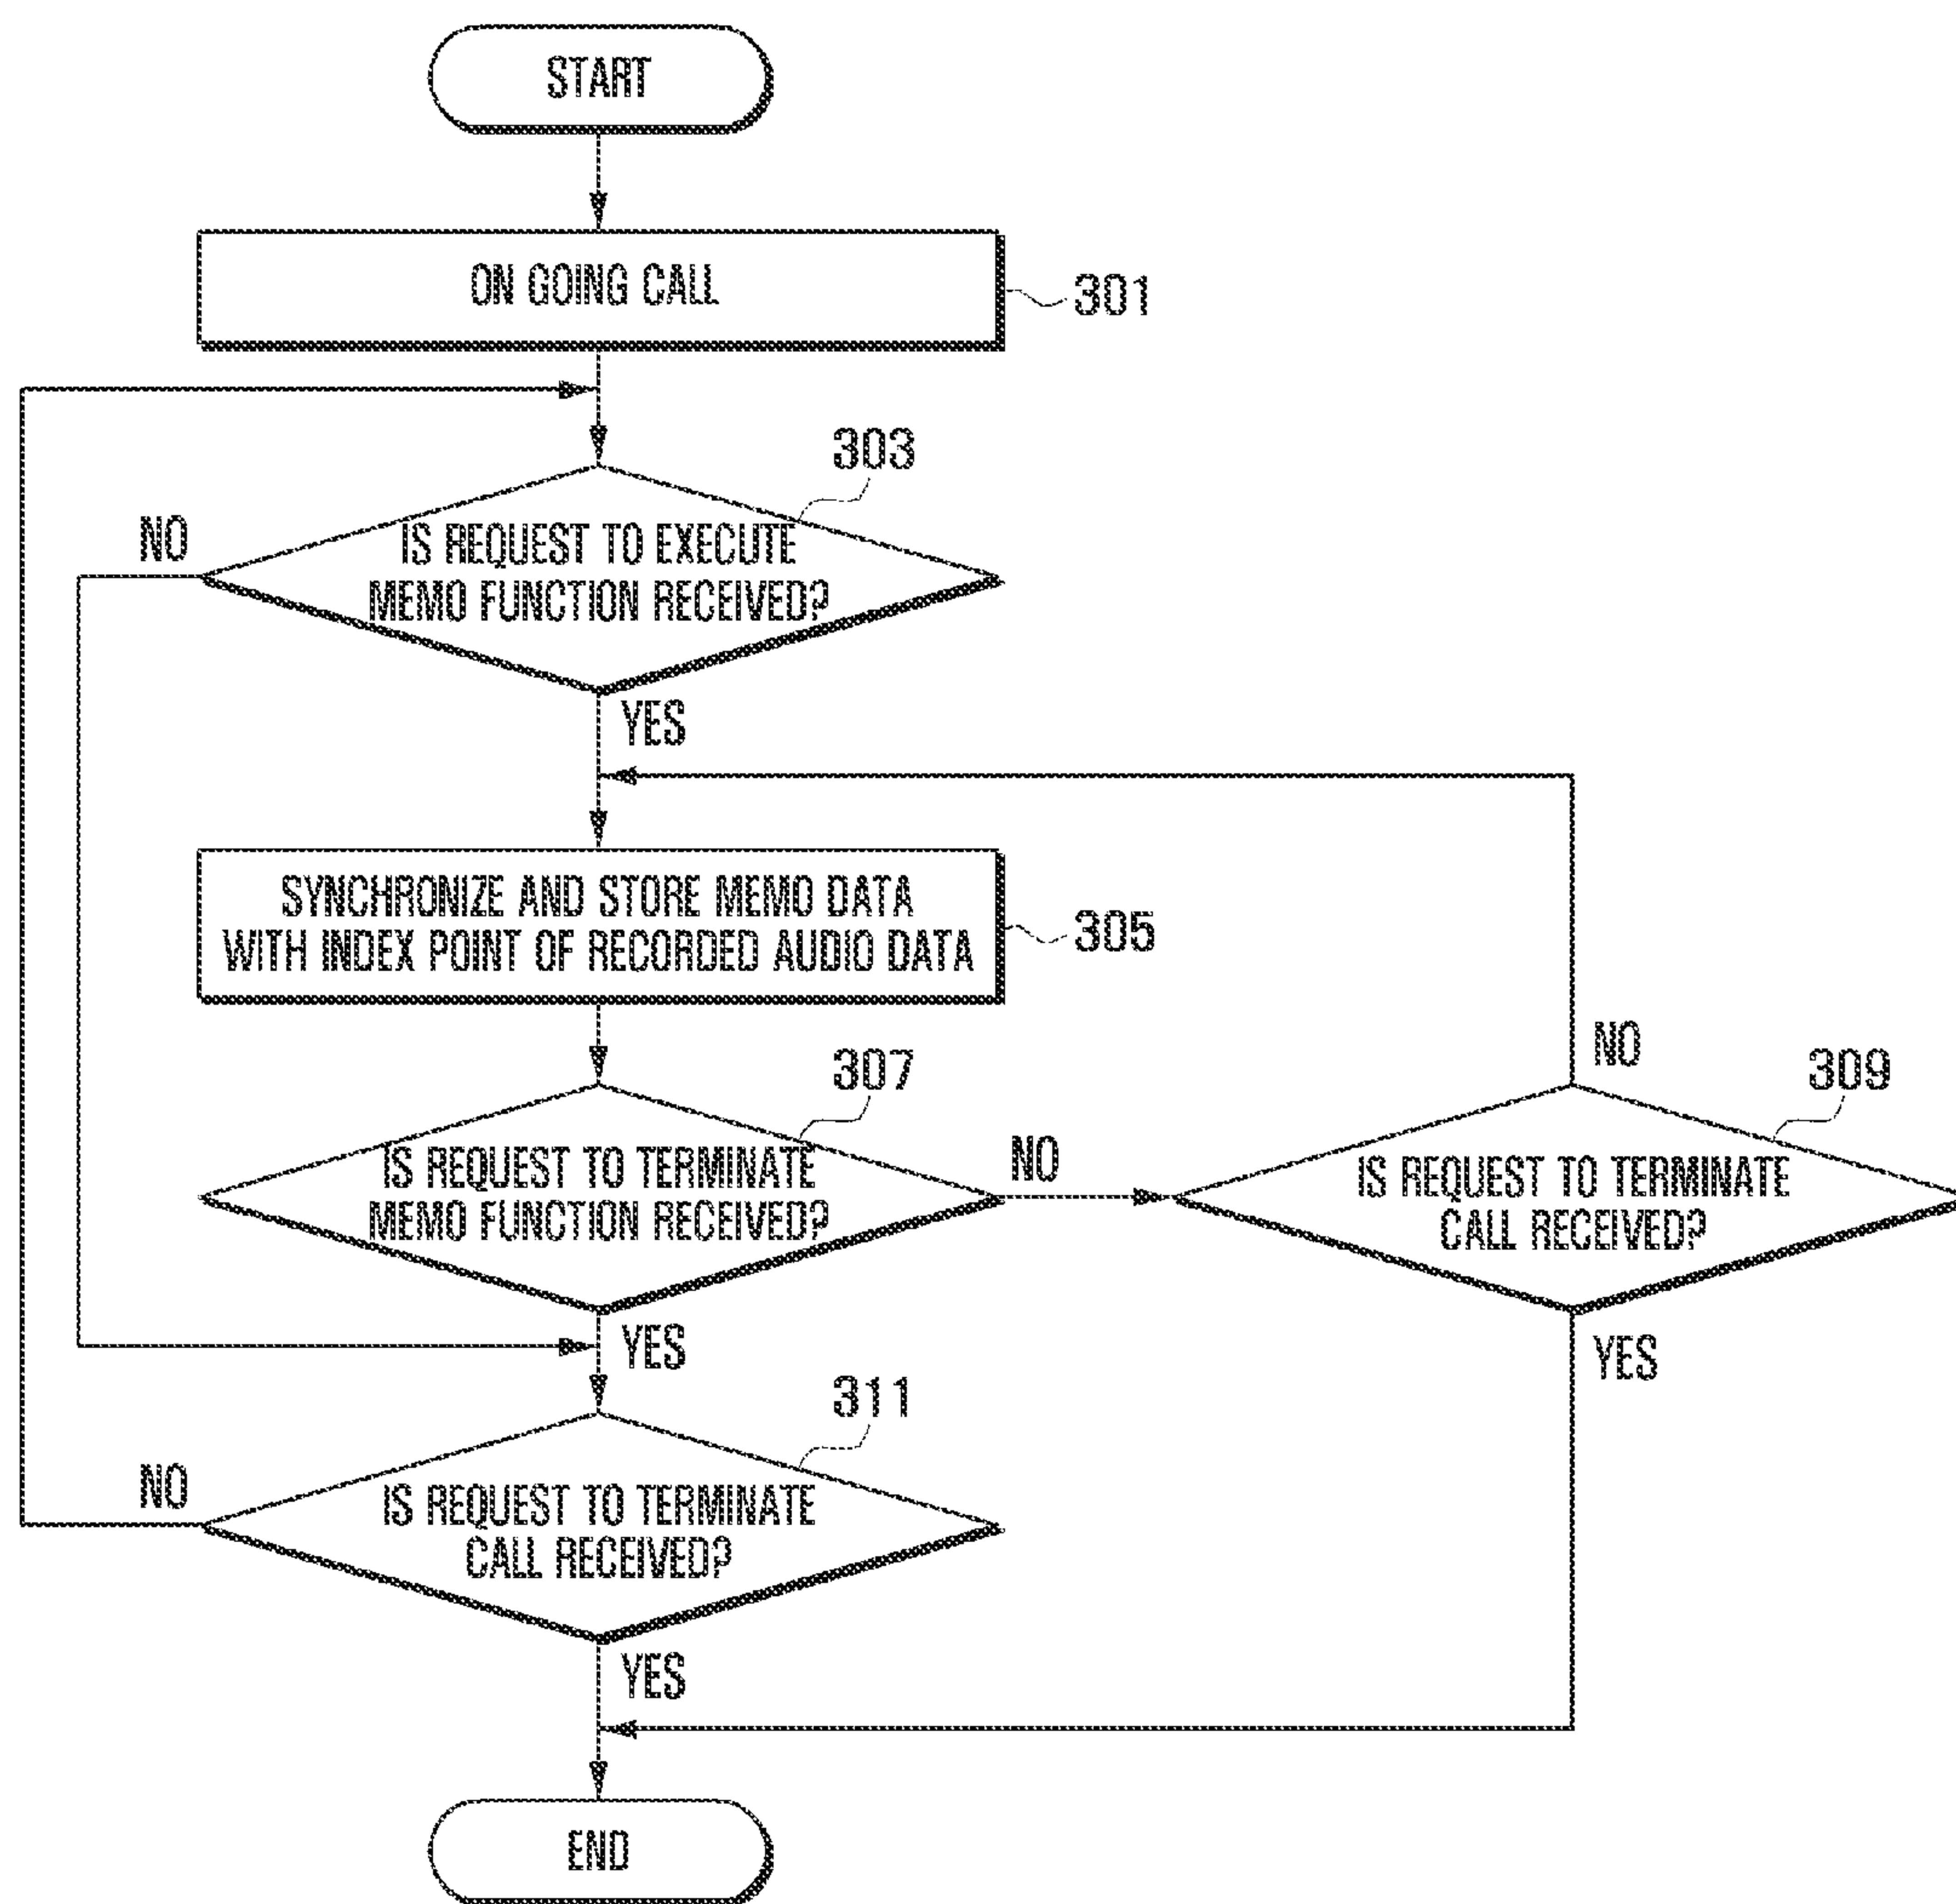 START
ON GOING CALL
301
303
NO
IS REQUEST TO EXECUTE
MEMO FUNCTION RECEIVED?
YES
SYNCHRONIZE AND STORE MEMO DATA
WITH INDEX POINT OF RECORDED AUDIO DATA
305
307
NO
309
IS REQUEST TO TERMINATE
MEMO FUNCTION RECEIVED?
NO
IS REQUEST TO TERMINATE
CALL RECEIVED?
YES
YES
311
NO
IS REQUEST TO TERMINATE
CALL RECEIVED?
YES
END